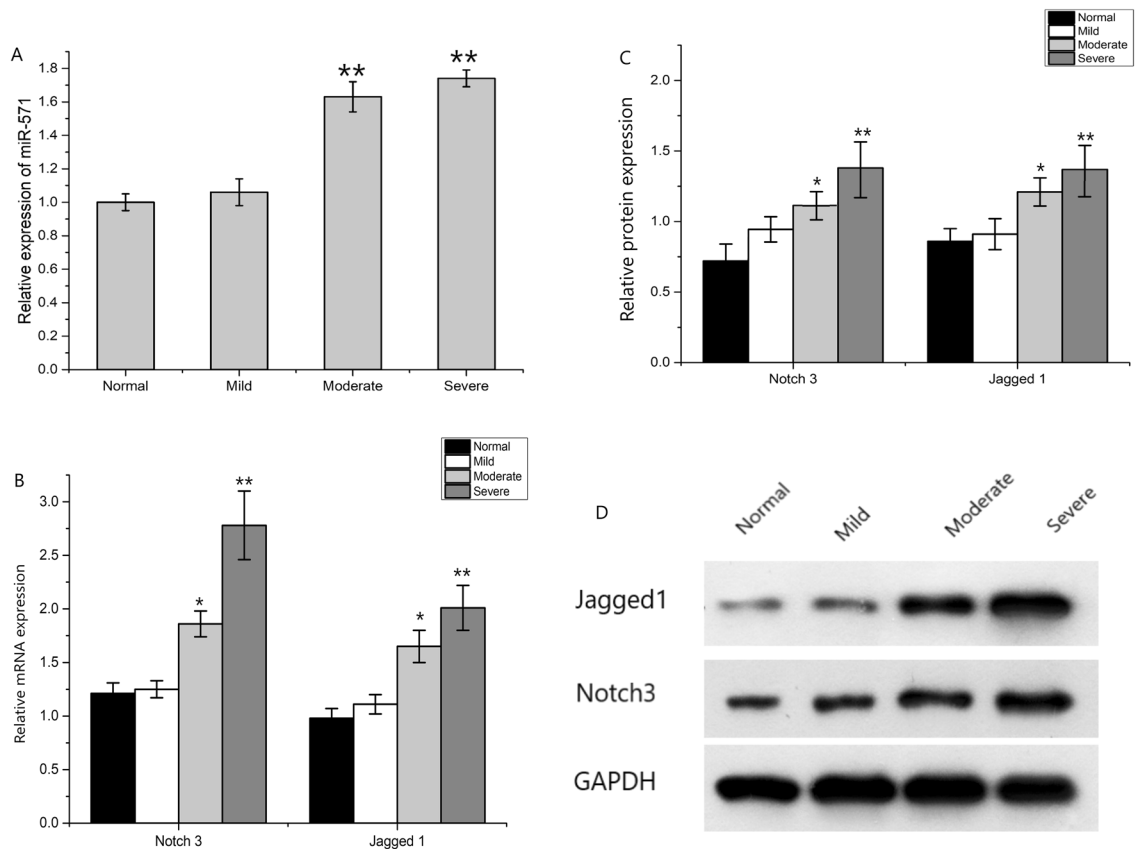 A
Relative expression of miR-571
1.8
1.6
1.4
1.2
1.0
0.8
0.6
0.4
0.2
0.0
** **
Normal Mild Moderate Severe
C
Normal
Mild
Moderate
Severe
Relative protein expression
2.0
1.5
1.0
0.5
0.0
* ** * **
Notch 3 Jagged 1
B
Normal
Mild
Moderate
Severe
Relative mRNA expression
3.0
2.5
2.0
1.5
1.0
0.5
0.0
* ** * **
Notch 3 Jagged 1
D
Normal Mild Moderate Severe
Jagged1
Notch3
GAPDH